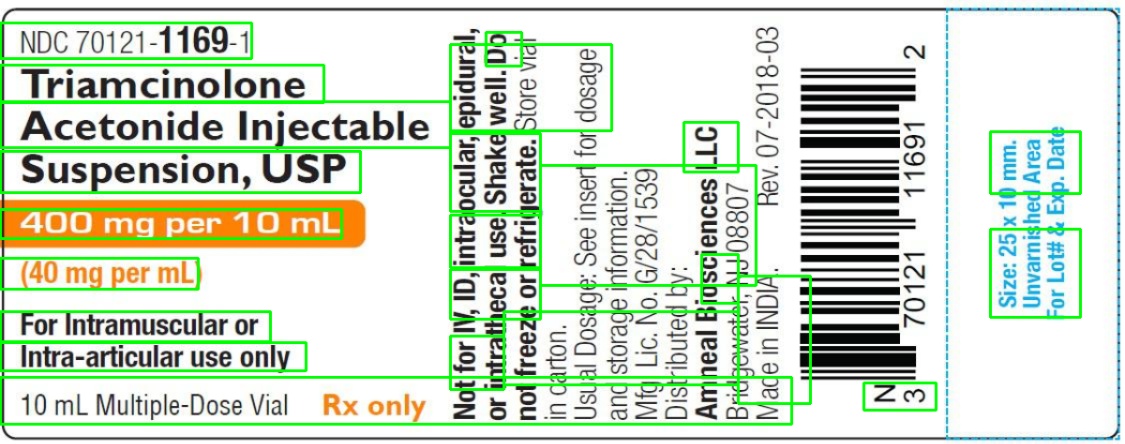 NDC 70121-1169-1
Triamcinolone
Acetonide Injectable
Suspension, USP
400 mg per 10 mL
(40 mg per mL)
For Intramuscular or
Intra-articular use only
10 mL Multiple-Dose Vial Rx only
Not for IV, ID, intraocular, epidural,
or intrathecal use. Shake well. Do
not freeze or refrigerate. Store vial
in carton.
Usual Dosage: See insert for dosage
and storage information.
Mfg. Lic. No. G/28/1539
Distributed by:
Amneal Biosciences LLC
Bridgewater, NJ 08807
Made in INDIA. Rev. 07-2018-03
N
3 70121 11691 2
Size: 25 x 10 mm.
Unvarnished Area
For Lot# & Exp. Date